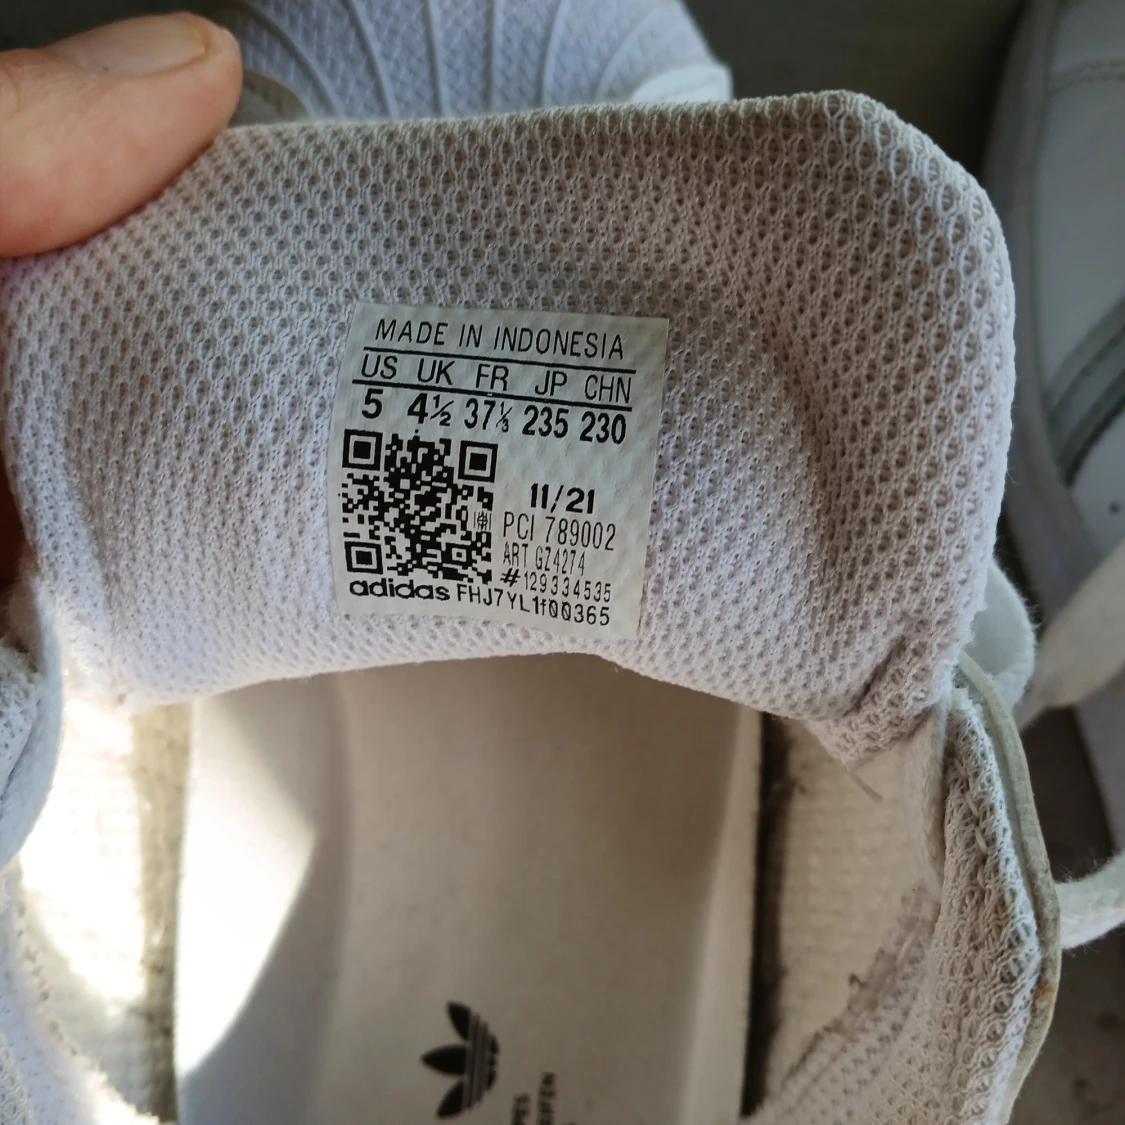 MADE IN INDONESIA
US UK FR JP CHN
5 4½ 37⅓ 235 230
11/21
PCI 789002
ART GZ4274
#129334535
adidas FHJ7YL1f00365